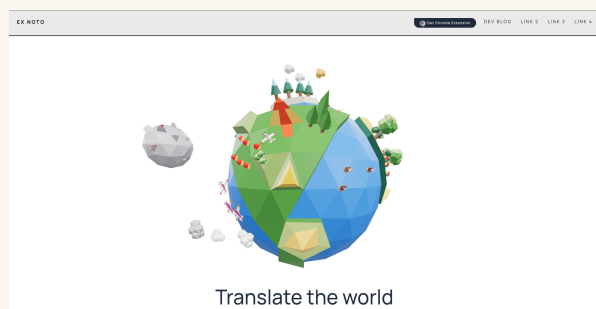 EX NOTO
Get Chrome Extension
DEV BLOG
LINK 2
LINK 3
LINK 4
Translate the world